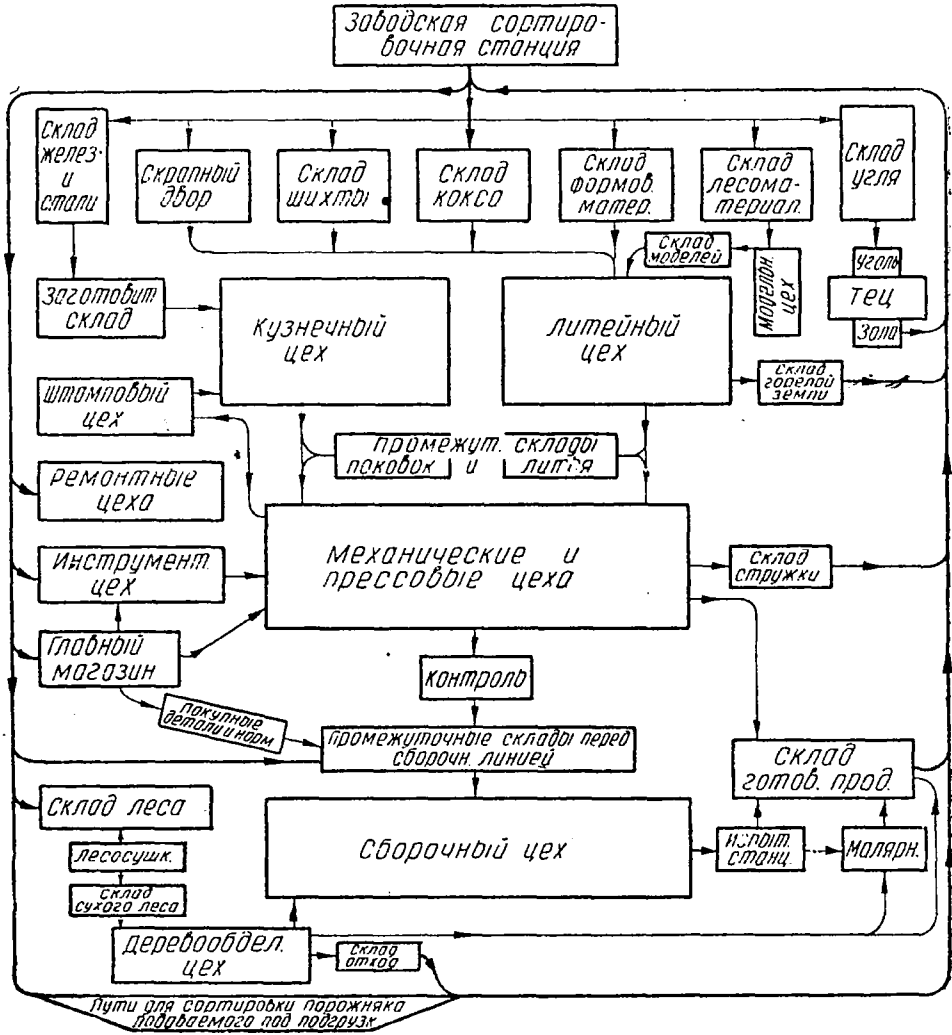 Заводская сортиро-
вочная станция
Склад
желез-
и
стали
Скрапный
двор
Склад
шихты
Склад
кокса
Склад
формов.
матер.
Склад
лесома-
териал.
Склад
угля
Склад
моделей
Модельн.
цех
Уголь
ТЕЦ
Зола
Заготовит.
склад
Кузнечный
цех
Литейный
цех
Склад
горелой
земли
Штамповый
цех
Промежут. склады
поковок и литья
Ремонтные
цеха
Механические и
прессовые цеха
Склад
стружки
Инструмент.
цех
Главный
магазин
Контроль
Покупные
детали и норм
Промежуточные склады перед
сборочн. линией
Склад
готов. прод.
Склад леса
Лесосушк.
Склад
сухого леса
Сборочный цех
Испыт.
станц.
Малярн.
Деревообдел.
цех
Склад
отход
Пути для сортировки порожняка
подаваемого под подгрузк